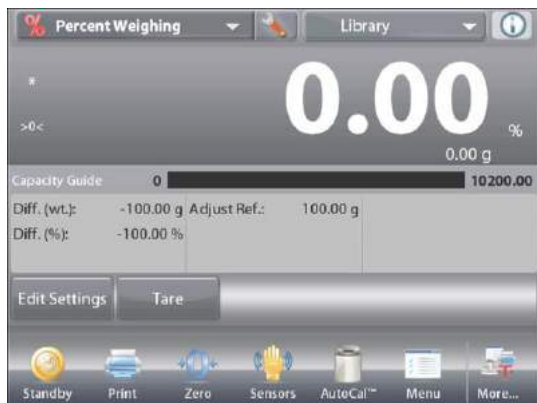 % Percent Weighing Library
*
0.00
>0<
%
0.00 g
Capacity Guide 0 10200.00
Diff. (wt.): -100.00 g Adjust Ref.: 100.00 g
Diff. (%): -100.00 %
Edit Settings Tare
Standby Print Zero Sensors AutoCal™ Menu More...